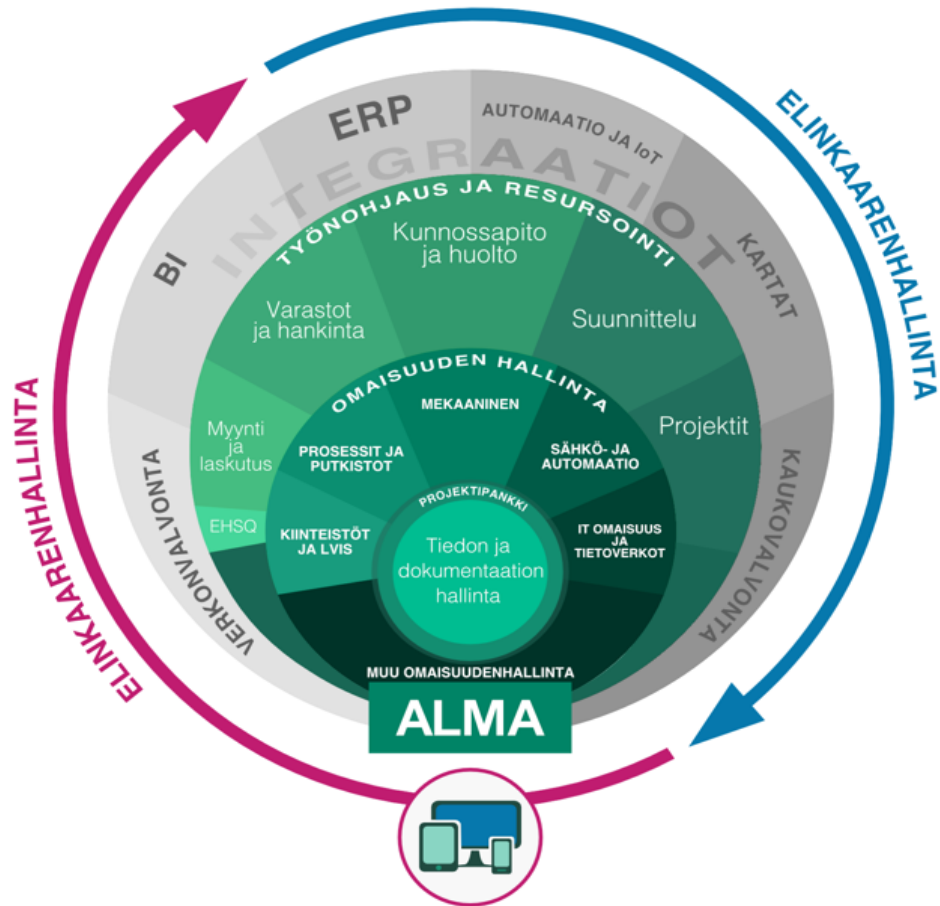 ELINKAARENHALLINTA
ELINKAARENHALLINTA
ERP
AUTOMAATIO JA IoT
BI
KARTAT
VERKONVALVONTA
KAUKOVALVONTA
INTEGRAATIOT
TYÖNOHJAUS JA RESURSOINTI
Kunnossapito
ja huolto
Varastot
ja hankinta
Suunnittelu
Myynti
ja
laskutus
Projektit
EHSQ
OMAISUUDEN HALLINTA
MEKAANINEN
PROSESSIT JA
PUTKISTOT
SÄHKÖ- JA
AUTOMAATIO
KIINTEISTÖT
JA LVIS
IT OMAISUUS
JA
TIETOVERKOT
PROJEKTIPANKKI
Tiedon ja
dokumentaation
hallinta
MUU OMAISUUDENHALLINTA
ALMA